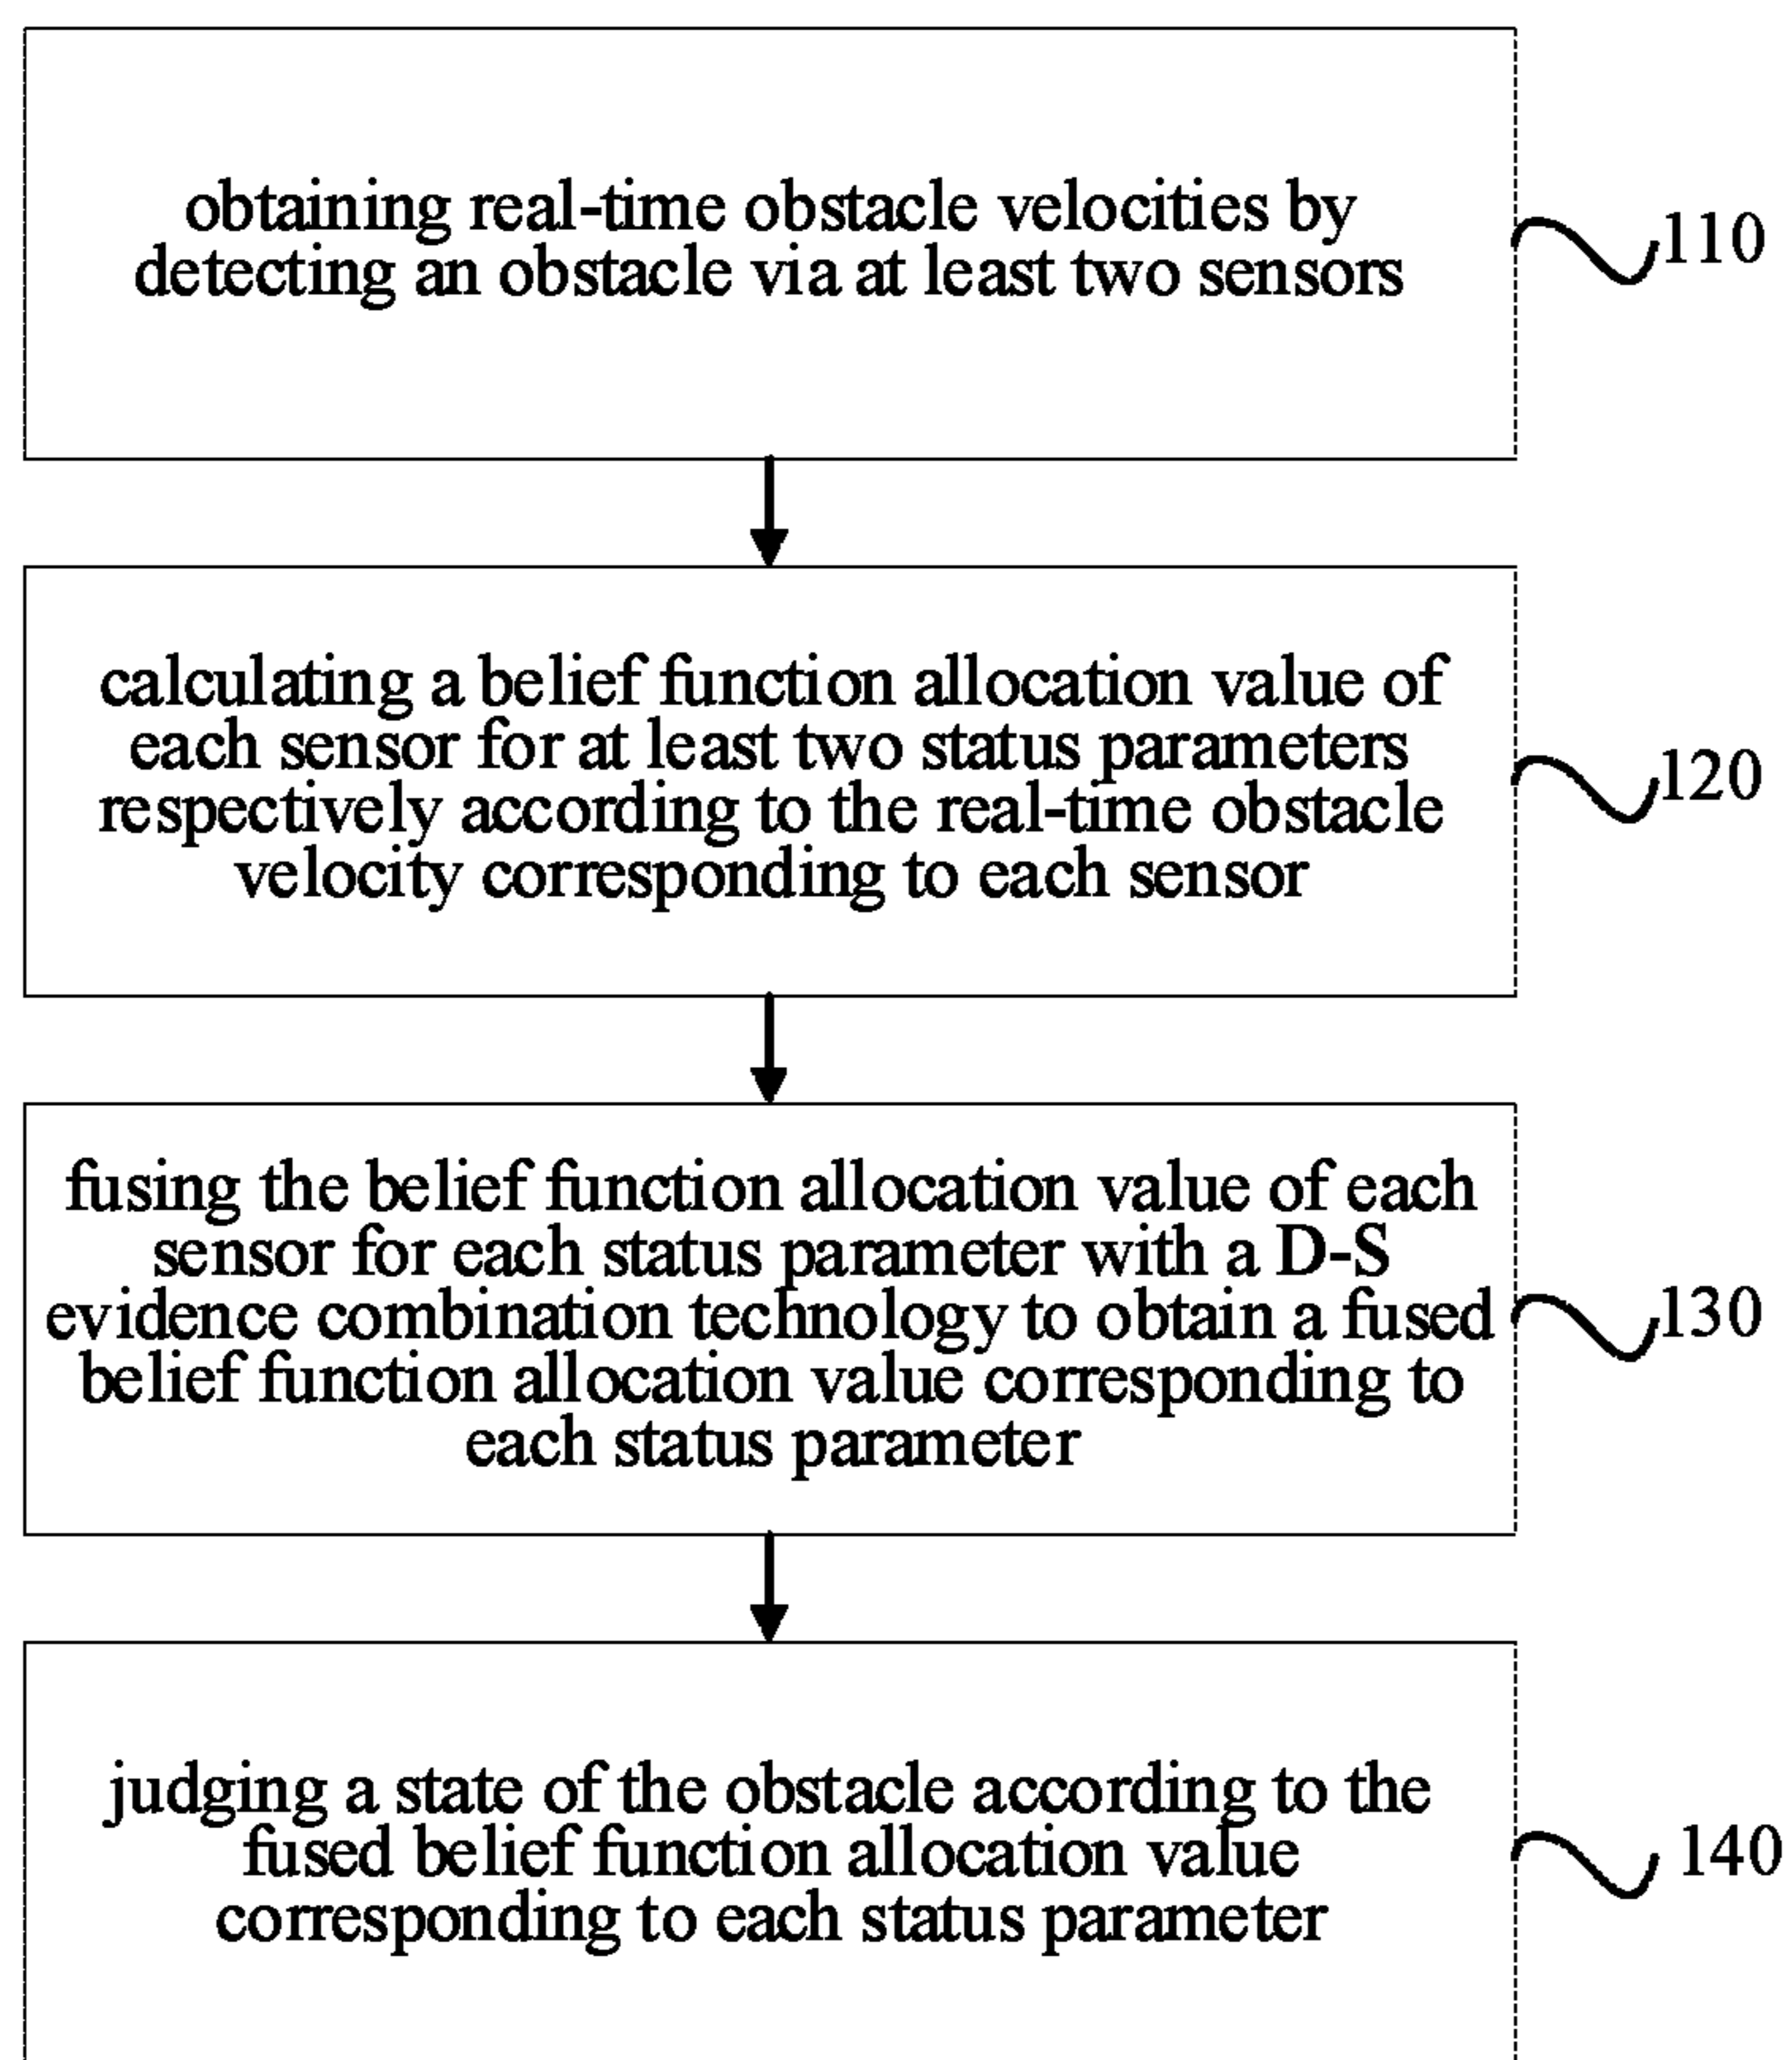 obtaining real-time obstacle velocities by
detecting an obstacle via at least two sensors
110
calculating a belief function allocation value of
each sensor for at least two status parameters
respectively according to the real-time obstacle
velocity corresponding to each sensor
120
fusing the belief function allocation value of each
sensor for each status parameter with a D-S
evidence combination technology to obtain a fused
belief function allocation value corresponding to
each status parameter
130
judging a state of the obstacle according to the
fused belief function allocation value
corresponding to each status parameter
140